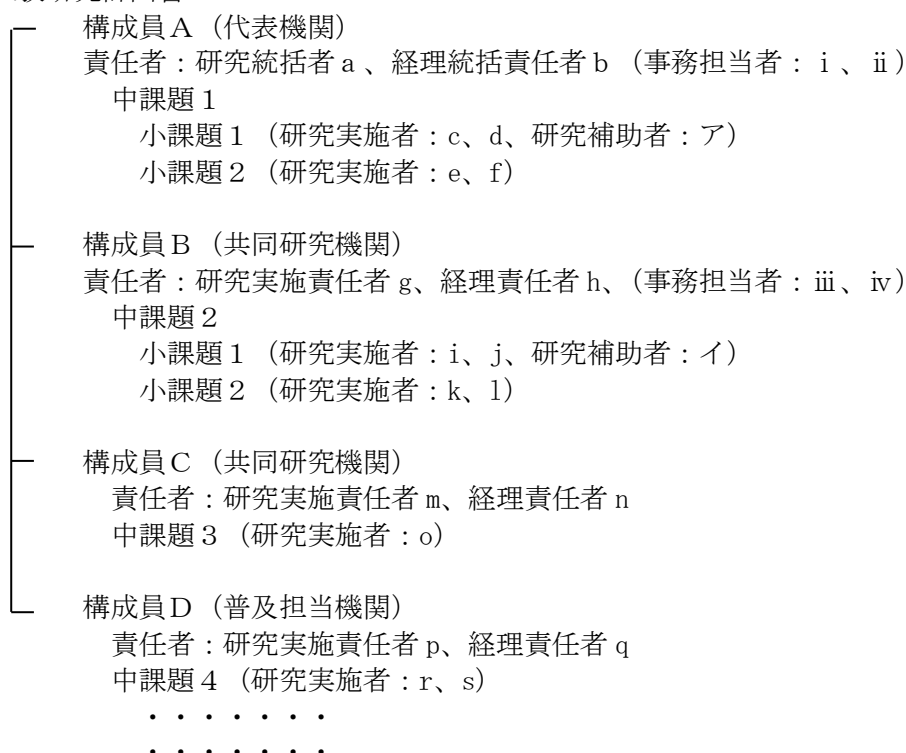 構成員Ａ（代表機関）
責任者：研究統括者ａ、経理統括責任者ｂ（事務担当者：ⅰ、ⅱ）
中課題１
小課題１（研究実施者：c、d、研究補助者：ア）
小課題２（研究実施者：e、f）
構成員Ｂ（共同研究機関）
責任者：研究実施責任者 g、経理責任者 h、（事務担当者：ⅲ、ⅳ）
中課題２
小課題１（研究実施者：i、j、研究補助者：イ）
小課題２（研究実施者：k、l）
構成員Ｃ（共同研究機関）
責任者：研究実施責任者 m、経理責任者 n
中課題３（研究実施者：o）
構成員Ｄ（普及担当機関）
責任者：研究実施責任者 p、経理責任者 q
中課題４（研究実施者：r、s）
・・・・・・・
・・・・・・・